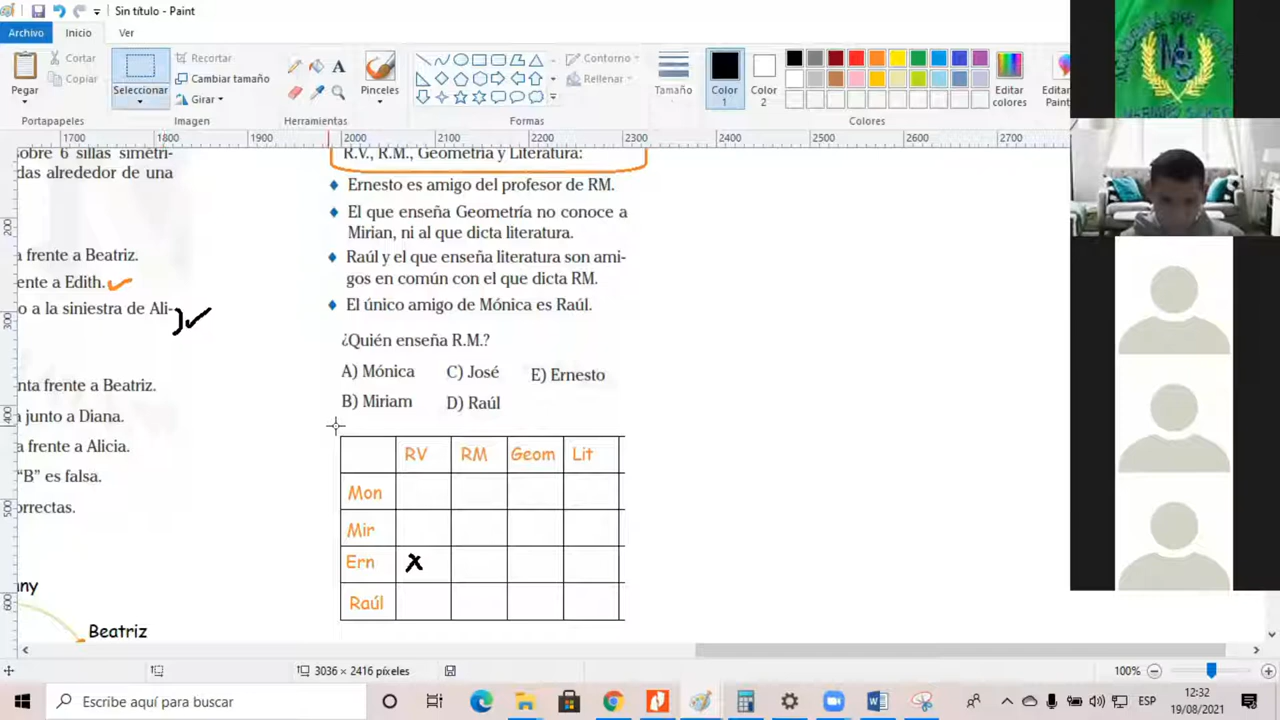 Sin título - Paint
Archivo
Inicio
Ver
Pegar
Cortar
Copiar
Portapapeles
Seleccionar
Recortar
Cambiar tamaño
Girar
Imagen
A
Herramientas
Pinceles
Contorno
Rellenar
Formas
Tamaño
Color 1
Color 2
Editar colores
Editar
Colores
1700 1800 1900 2000 2100 2200 2300 2400 2500 2600 2700
200
300
400
500
600
obre 6 sillas simétri-
das alrededor de una
a frente a Beatriz.
ente a Edith.
o a la siniestra de Ali-
nta frente a Beatriz.
junto a Diana.
a frente a Alicia.
"B" es falsa.
orrectas.
ny
Beatriz
R.V., R.M., Geometría y Literatura:
Ernesto es amigo del profesor de RM.
El que enseña Geometría no conoce a
Mirian, ni al que dicta literatura.
Raúl y el que enseña literatura son ami-
gos en común con el que dicta RM.
El único amigo de Mónica es Raúl.
¿Quién enseña R.M.?
A) Mónica C) José E) Ernesto
B) Miriam D) Raúl
RV RM Geom Lit
Mon
Mir
Ern X
Raúl
3036 × 2416 píxeles
100%
Escribe aquí para buscar
ESP
12:32
19/08/2021